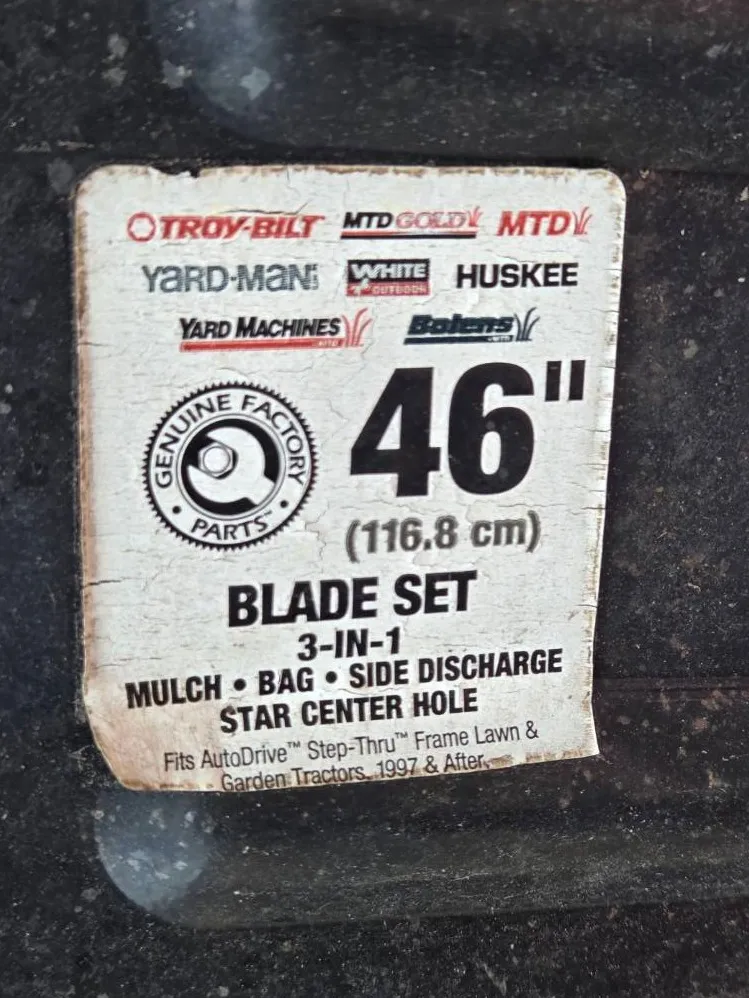 TROY-BILT MTD GOLD MTD
YARD-MAN WHITE OUTDOOR HUSKEE
YARD MACHINES Bolens
GENUINE FACTORY PARTS™
46"
(116.8 cm)
BLADE SET
3-IN-1
MULCH • BAG • SIDE DISCHARGE
STAR CENTER HOLE
Fits AutoDrive™ Step-Thru™ Frame Lawn &
Garden Tractors, 1997 & After.